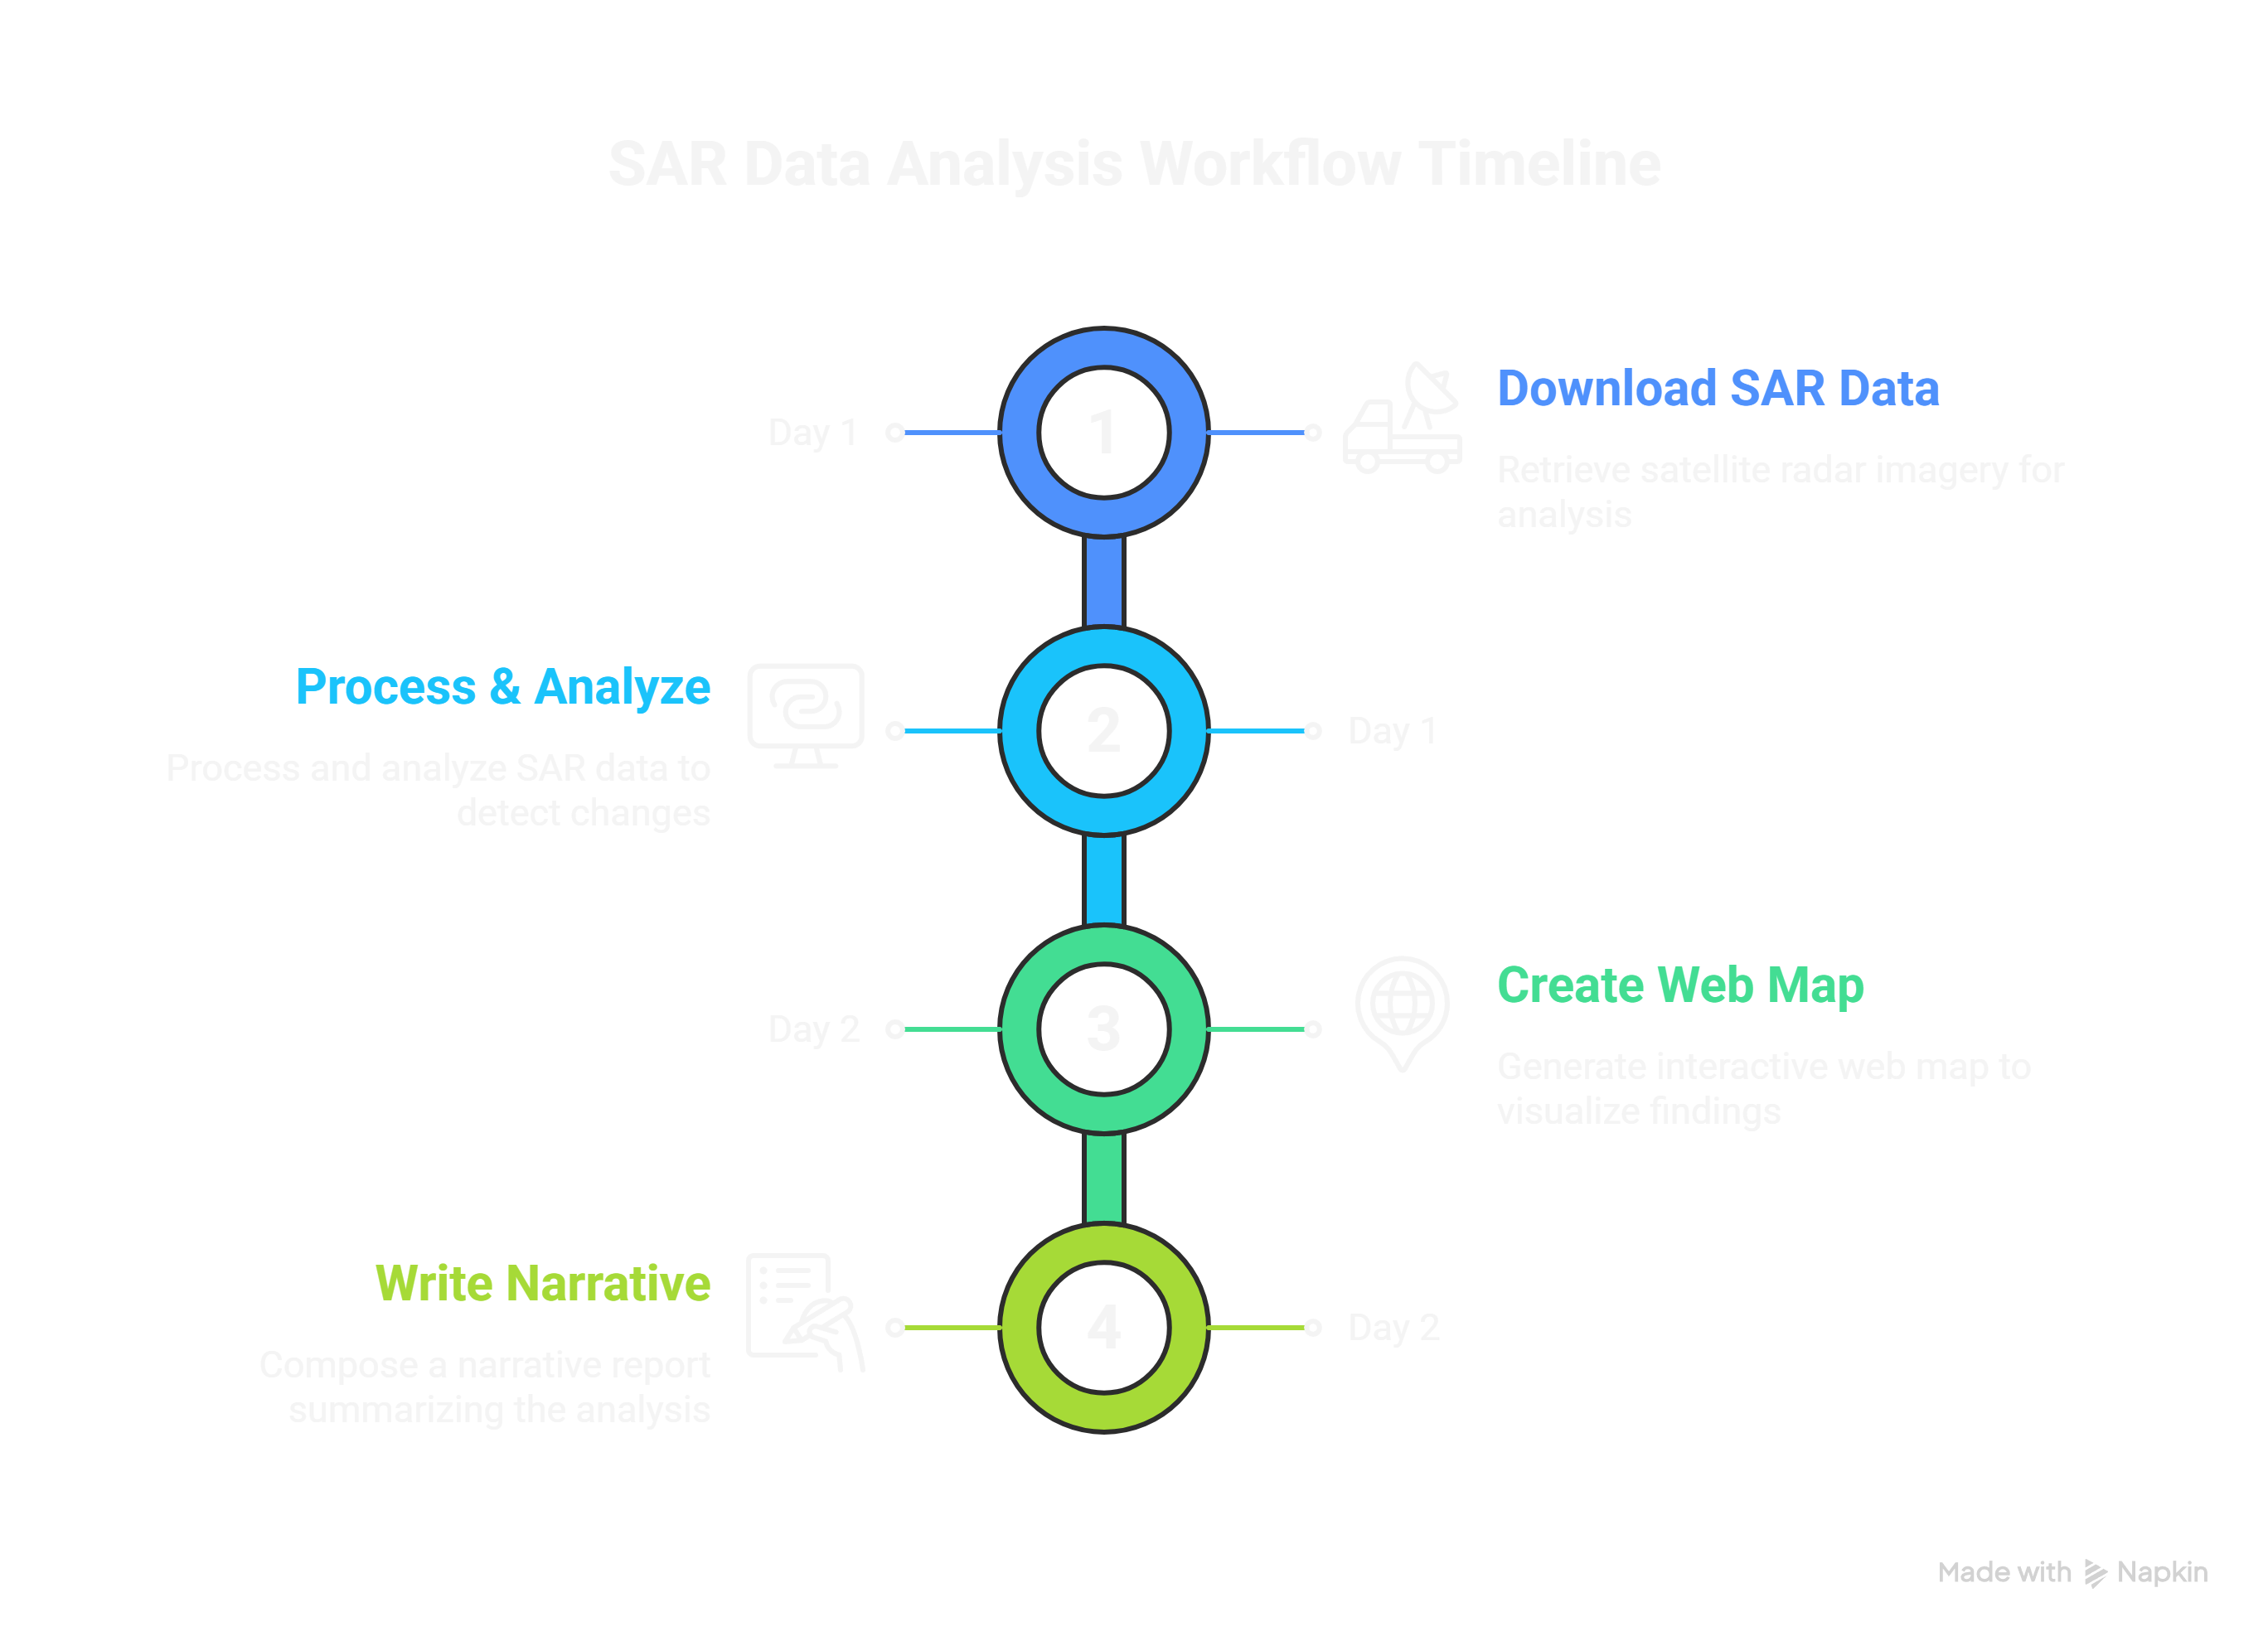 SAR Data Analysis Workflow Timeline
Day 1
1
Download SAR Data
Retrieve satellite radar imagery for
analysis
Process & Analyze
Process and analyze SAR data to
detect changes
2
Day 1
Day 2
3
Create Web Map
Generate interactive web map to
visualize findings
Write Narrative
Compose a narrative report
summarizing the analysis
4
Day 2
Made with Napkin